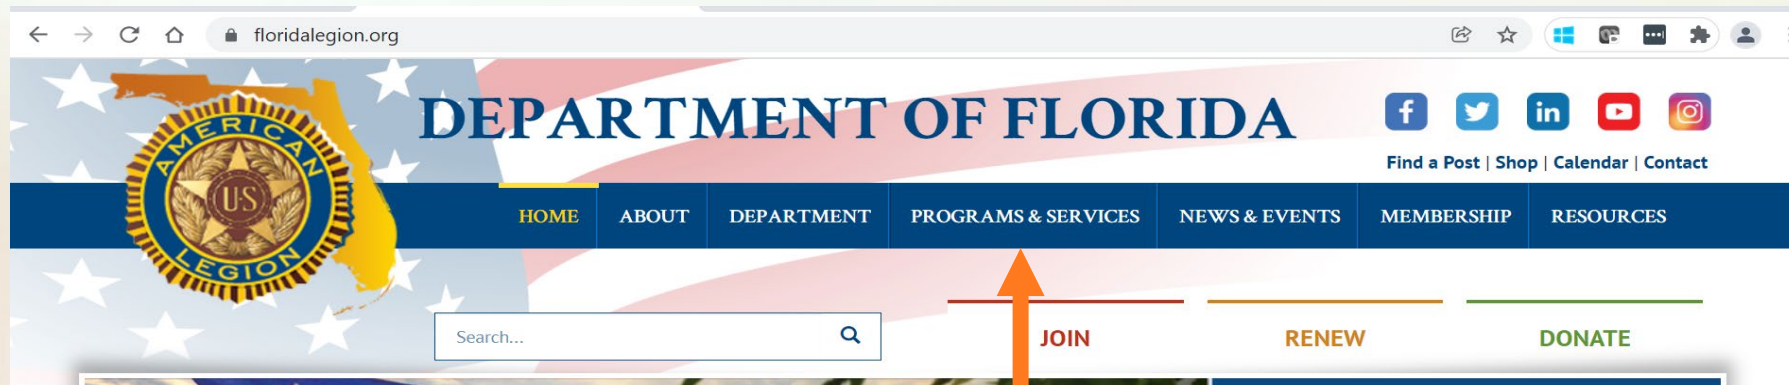 floridalegion.org
DEPARTMENT OF FLORIDA
f in
Find a Post | Shop | Calendar | Contact
AMERICAN
US
LEGION
HOME ABOUT DEPARTMENT PROGRAMS & SERVICES NEWS & EVENTS MEMBERSHIP RESOURCES
Search...
JOIN RENEW DONATE